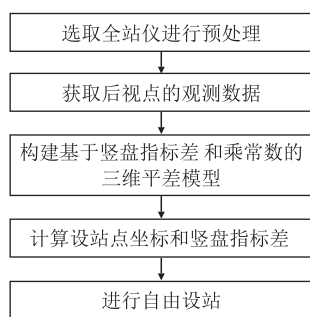 选取全站仪进行预处理
获取后视点的观测数据
构建基于竖盘指标差和乘常数的
三维平差模型
计算设站点坐标和竖盘指标差
进行自由设站